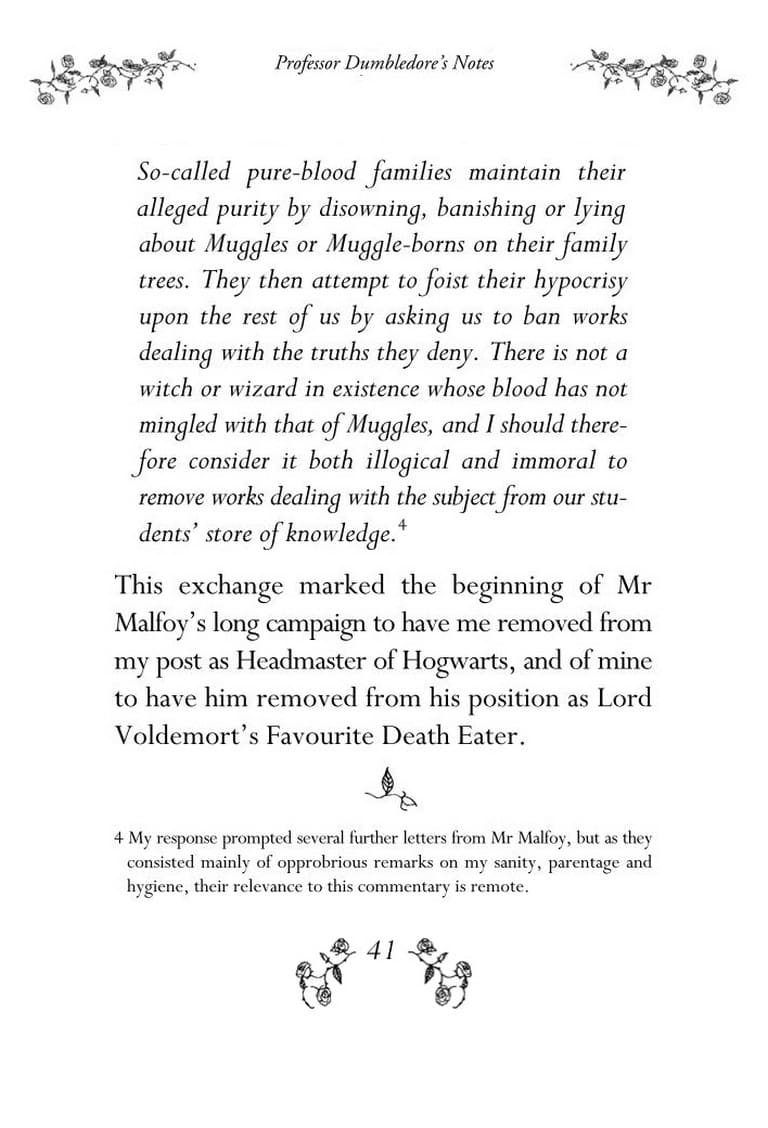 Professor Dumbledore's Notes
So-called pure-blood families maintain their
alleged purity by disowning, banishing or lying
about Muggles or Muggle-borns on their family
trees. They then attempt to foist their hypocrisy
upon the rest of us by asking us to ban works
dealing with the truths they deny. There is not a
witch or wizard in existence whose blood has not
mingled with that of Muggles, and I should there-
fore consider it both illogical and immoral to
remove works dealing with the subject from our stu-
dents' store of knowledge.4
This exchange marked the beginning of Mr
Malfoy's long campaign to have me removed from
my post as Headmaster of Hogwarts, and of mine
to have him removed from his position as Lord
Voldemort's Favourite Death Eater.
4 My response prompted several further letters from Mr Malfoy, but as they
consisted mainly of opprobrious remarks on my sanity, parentage and
hygiene, their relevance to this commentary is remote.
41